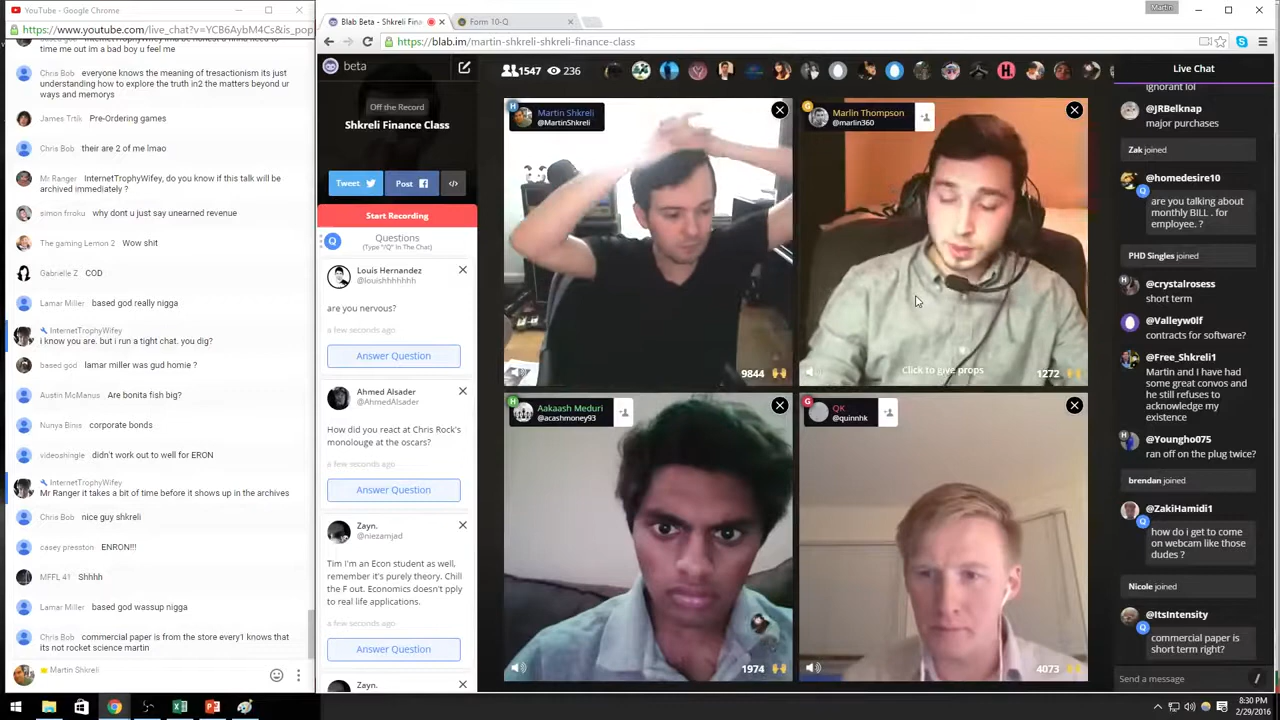 YouTube - Google Chrome
https://www.youtube.com/live_chat?v=YCB6AybM4Cs&is_pop
time me out im a bad boy u feel me
Chris Bob everyone knows the meaning of tresactionism its just
understanding how to explore the truth in2 the matters beyond ur
ways and memorys
James Trtik Pre-Ordering games
Chris Bob their are 2 of me lmao
Mr Ranger InternetTrophyWifey, do you know if this talk will be
archived immediately ?
simon frroku why dont u just say unearned revenue
The gaming Lemon 2 Wow shit
Gabrielle Z COD
Lamar Miller based god really nigga
InternetTrophyWifey
i know you are. but i run a tight chat. you dig?
based god lamar miller was gud homie ?
Austin McManus Are bonita fish big?
Nunya Binis corporate bonds
videoshingle didn't work out to well for ERON
InternetTrophyWifey
Mr Ranger it takes a bit of time before it shows up in the archives
Chris Bob nice guy shkreli
casey presston ENRON!!!
MFFL 41 Shhhh
Lamar Miller based god wassup nigga
Chris Bob commercial paper is from the store every1 knows that
its not rocket science martin
Martin Shkreli
Blab Beta - Shkreli Fina
Form 10-Q
Martin
https://blab.im/martin-shkreli-shkreli-finance-class
beta
Off the Record
Shkreli Finance Class
Tweet
Post
</>
Start Recording
Q
Questions
(Type "/Q" In The Chat)
Louis Hernandez
@louishhhhhhh
are you nervous?
a few seconds ago
Answer Question
Ahmed Alsader
@AhmedAlsader
How did you react at Chris Rock's
monolouge at the oscars?
a few seconds ago
Answer Question
Zayn.
@niezamjad
Tim I'm an Econ student as well,
remember it's purely theory. Chill
the F out. Economics doesn't pply
to real life applications.
a few seconds ago
Answer Question
Zayn.
1547
236
H
H
Martin Shkreli
@MartinShkreli
9844
G
Marlin Thompson
@marlin360
Click to give props
1272
H
Aakaash Meduri
@acashmoney93
1974
G
QK
@quinnhk
4073
Live Chat
ignorant lol
@JRBelknap
major purchases
Zak joined
@homedesire10
Q
are you talking about
monthly BILL . for
employee. ?
PHD Singles joined
H
@crystalrosess
short term
@Valleyw0lf
contracts for software?
H
@Free_Shkreli1
Martin and I have had
some great convos and
he still refuses to
acknowledge my
existence
H
@Youngho075
ran off on the plug twice?
brendan joined
@ZakiHamidi1
Q
how do i get to come
on webcam like those
dudes ?
Nicole joined
@ItsIntensity
Q
commercial paper is
short term right?
Send a message
/
8:30 PM
2/29/2016